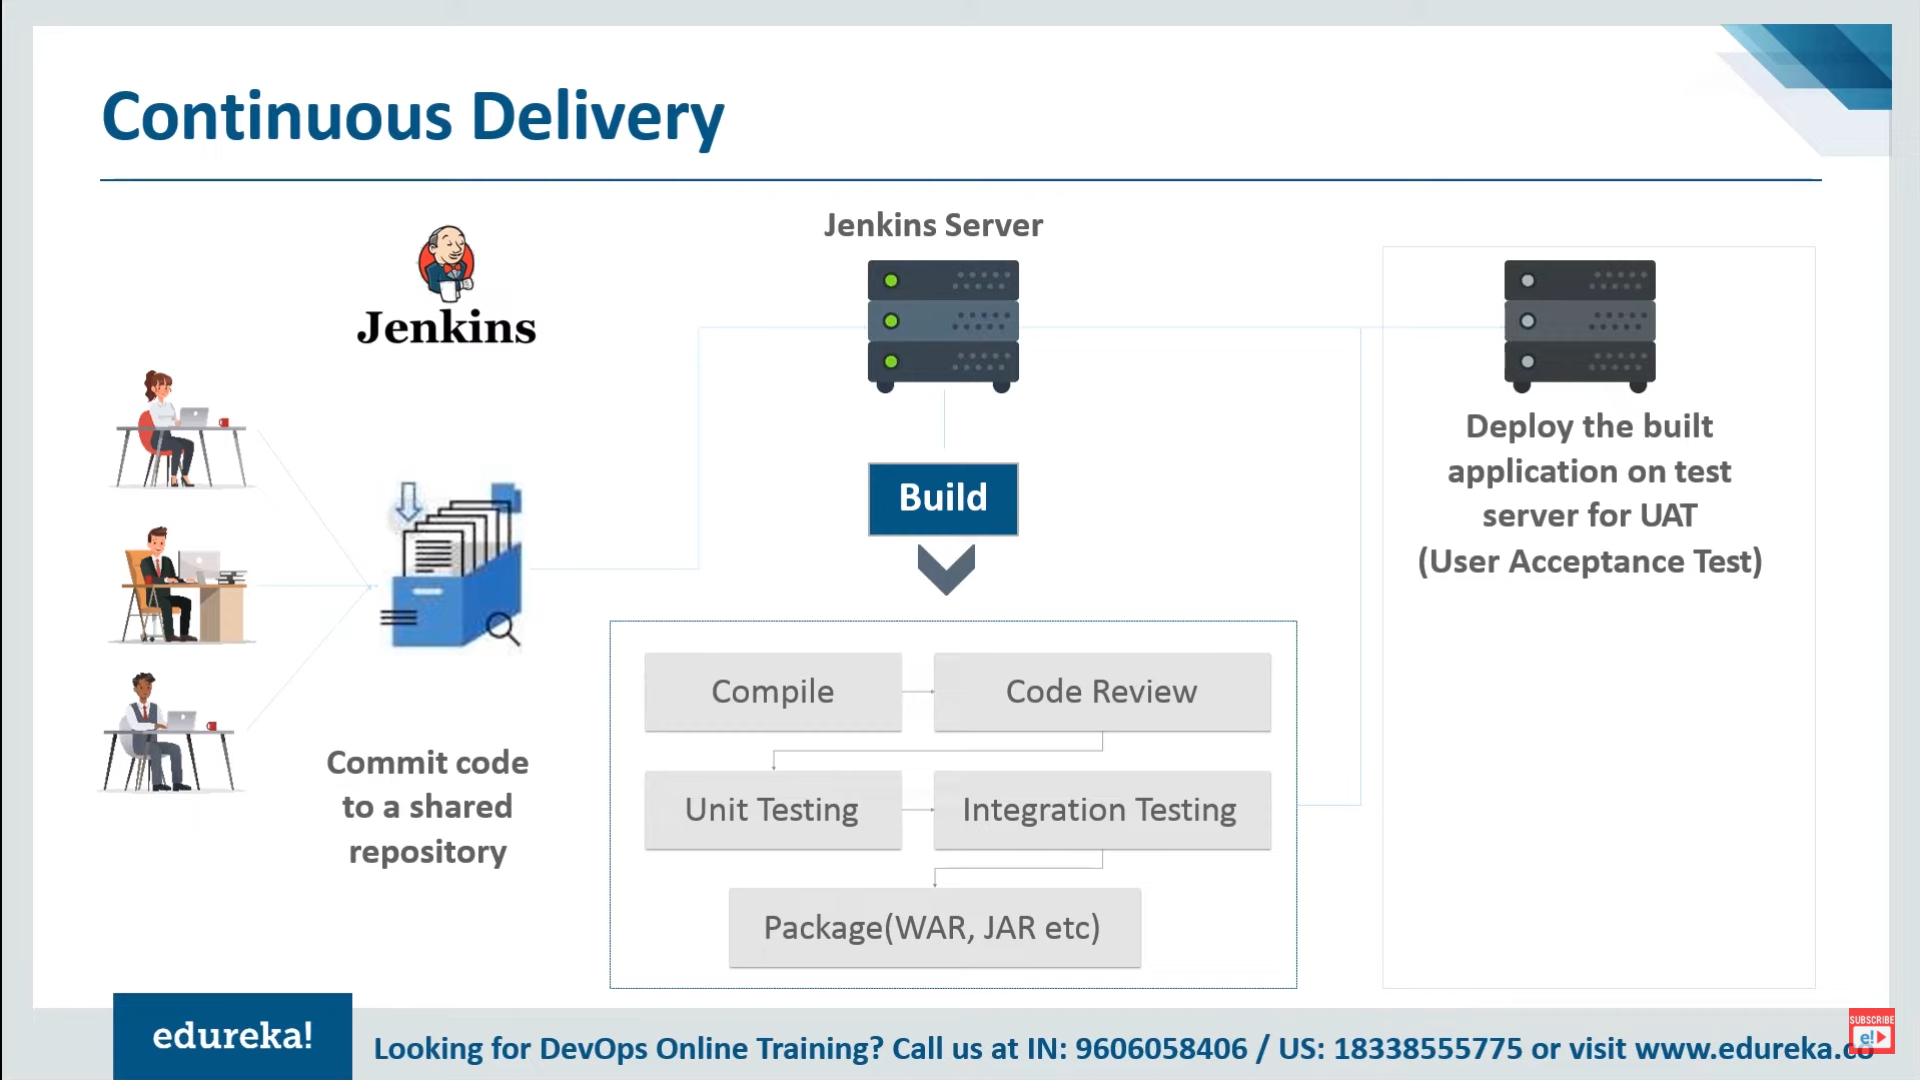 Continuous Delivery
Jenkins Server
Jenkins
Build
Deploy the built
application on test
server for UAT
(User Acceptance Test)
Compile
Code Review
Unit Testing
Integration Testing
Package(WAR, JAR etc)
Commit code
to a shared
repository
edureka!
Looking for DevOps Online Training? Call us at IN: 9606058406 / US: 18338555775 or visit www.edureka.co
SUBSCRIBE
e!